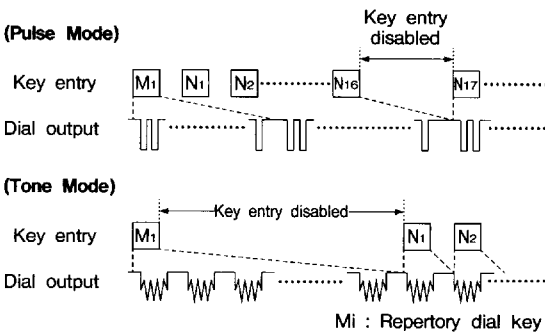 (Pulse Mode)
Key entry
disabled
Key entry M1 N1 N2 N16 N17
Dial output
(Tone Mode)
Key entry disabled
Key entry M1 N1 N2
Dial output
Mi : Repertory dial key